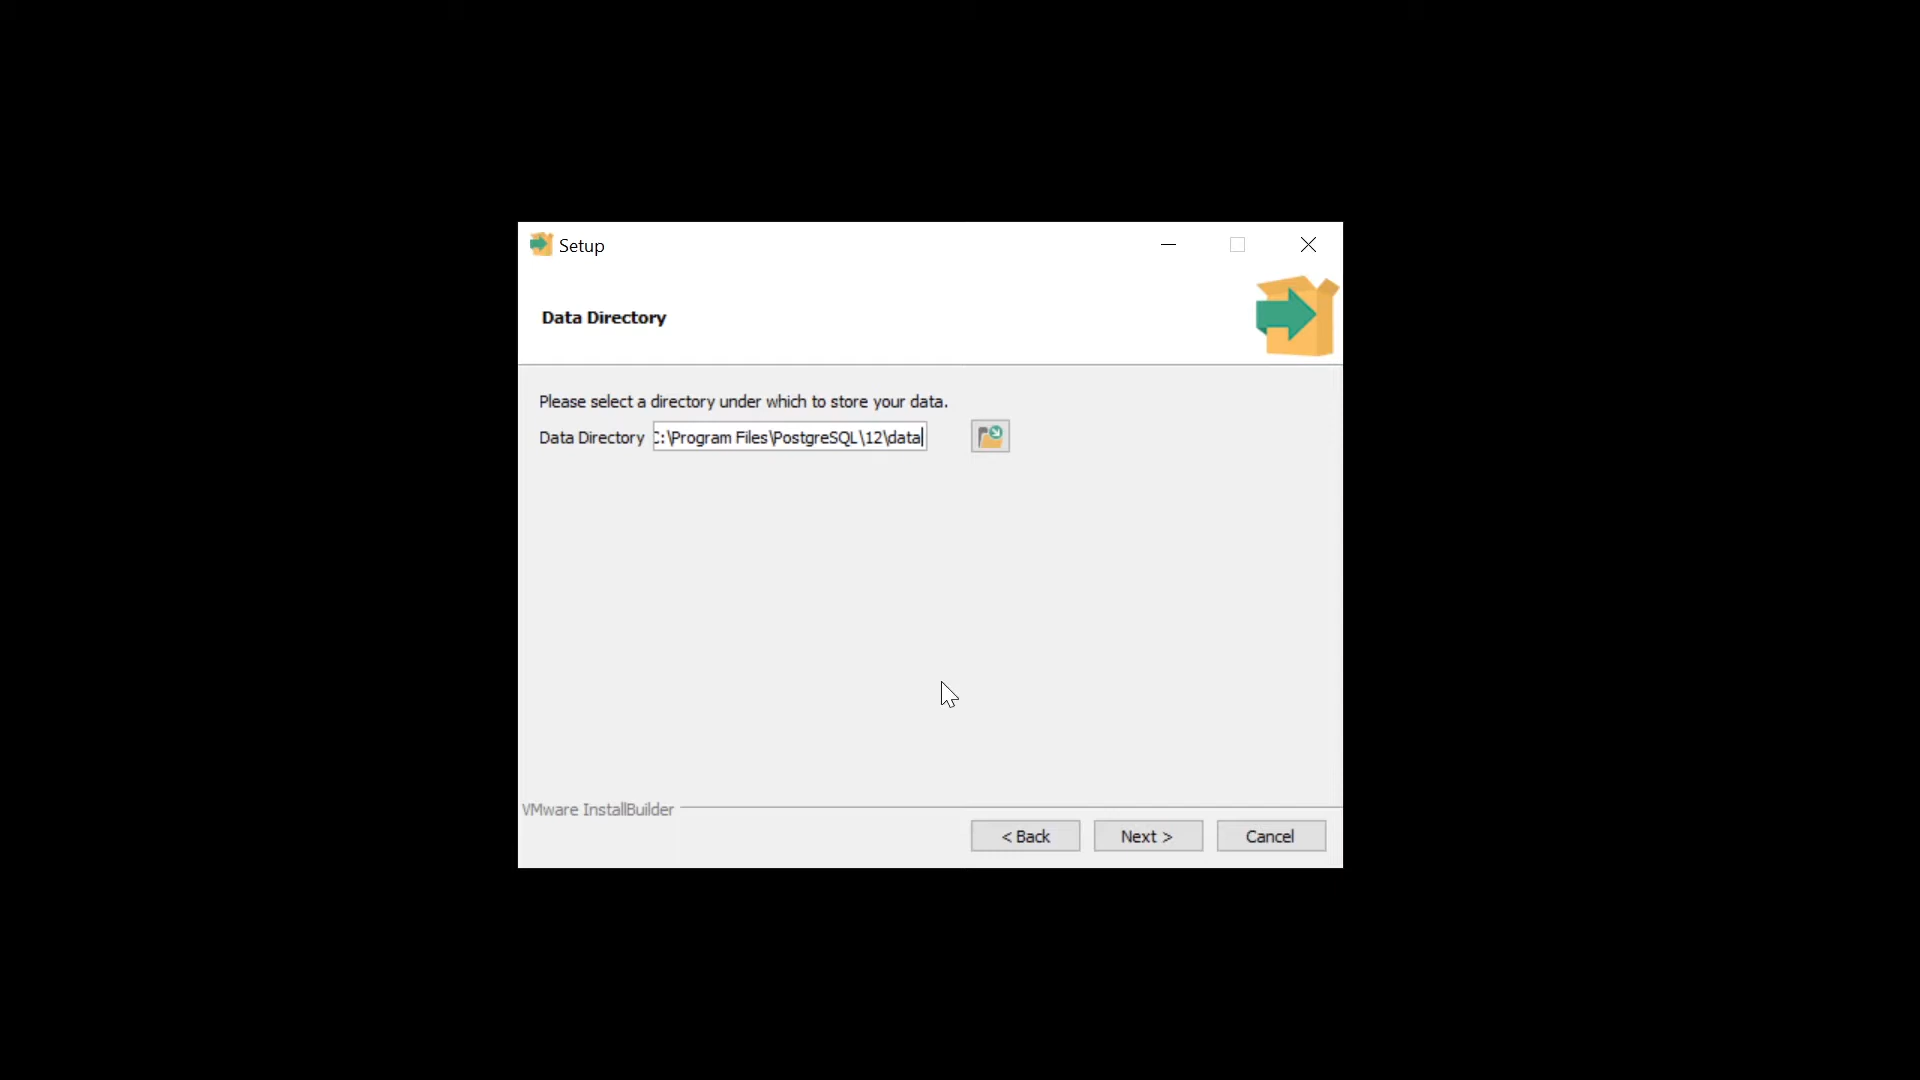 Setup
Data Directory
Please select a directory under which to store your data.
Data Directory C:\Program Files\PostgreSQL\12\data
VMware InstallBuilder
< Back Next > Cancel